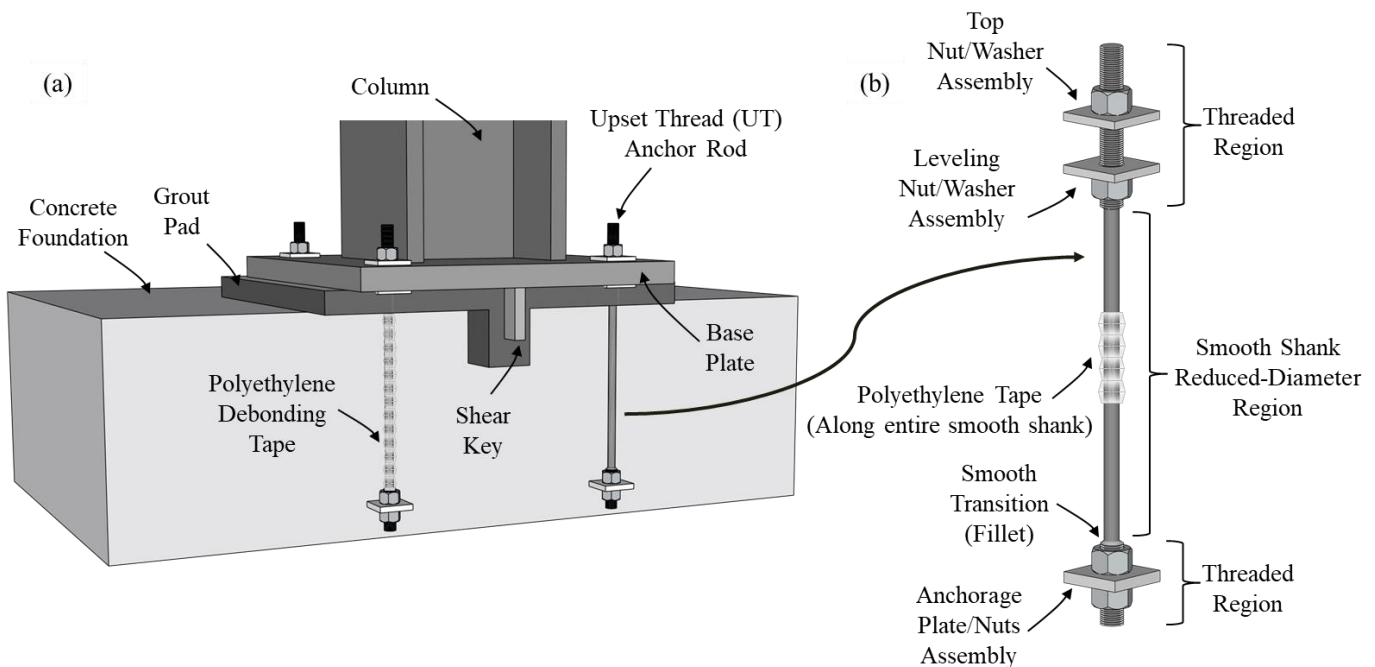 (a)
Column
Upset Thread (UT)
Anchor Rod
Concrete
Foundation
Grout
Pad
Polyethylene
Debonding
Tape
Shear
Key
Base
Plate
(b)
Top
Nut/Washer
Assembly
Threaded
Region
Leveling
Nut/Washer
Assembly
Polyethylene Tape
(Along entire smooth shank)
Smooth Shank
Reduced-Diameter
Region
Smooth
Transition
(Fillet)
Threaded
Region
Anchorage
Plate/Nuts
Assembly